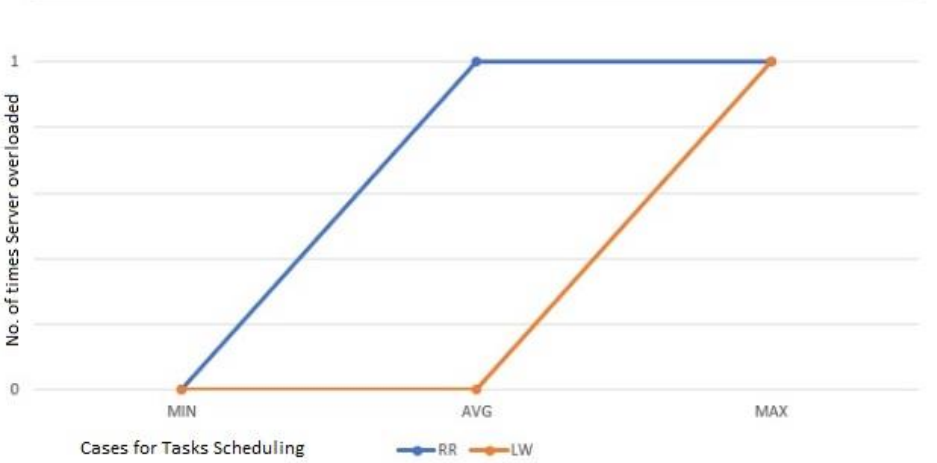 1
No. of times Server overloaded
0
MIN AVG MAX
Cases for Tasks Scheduling
RR LW